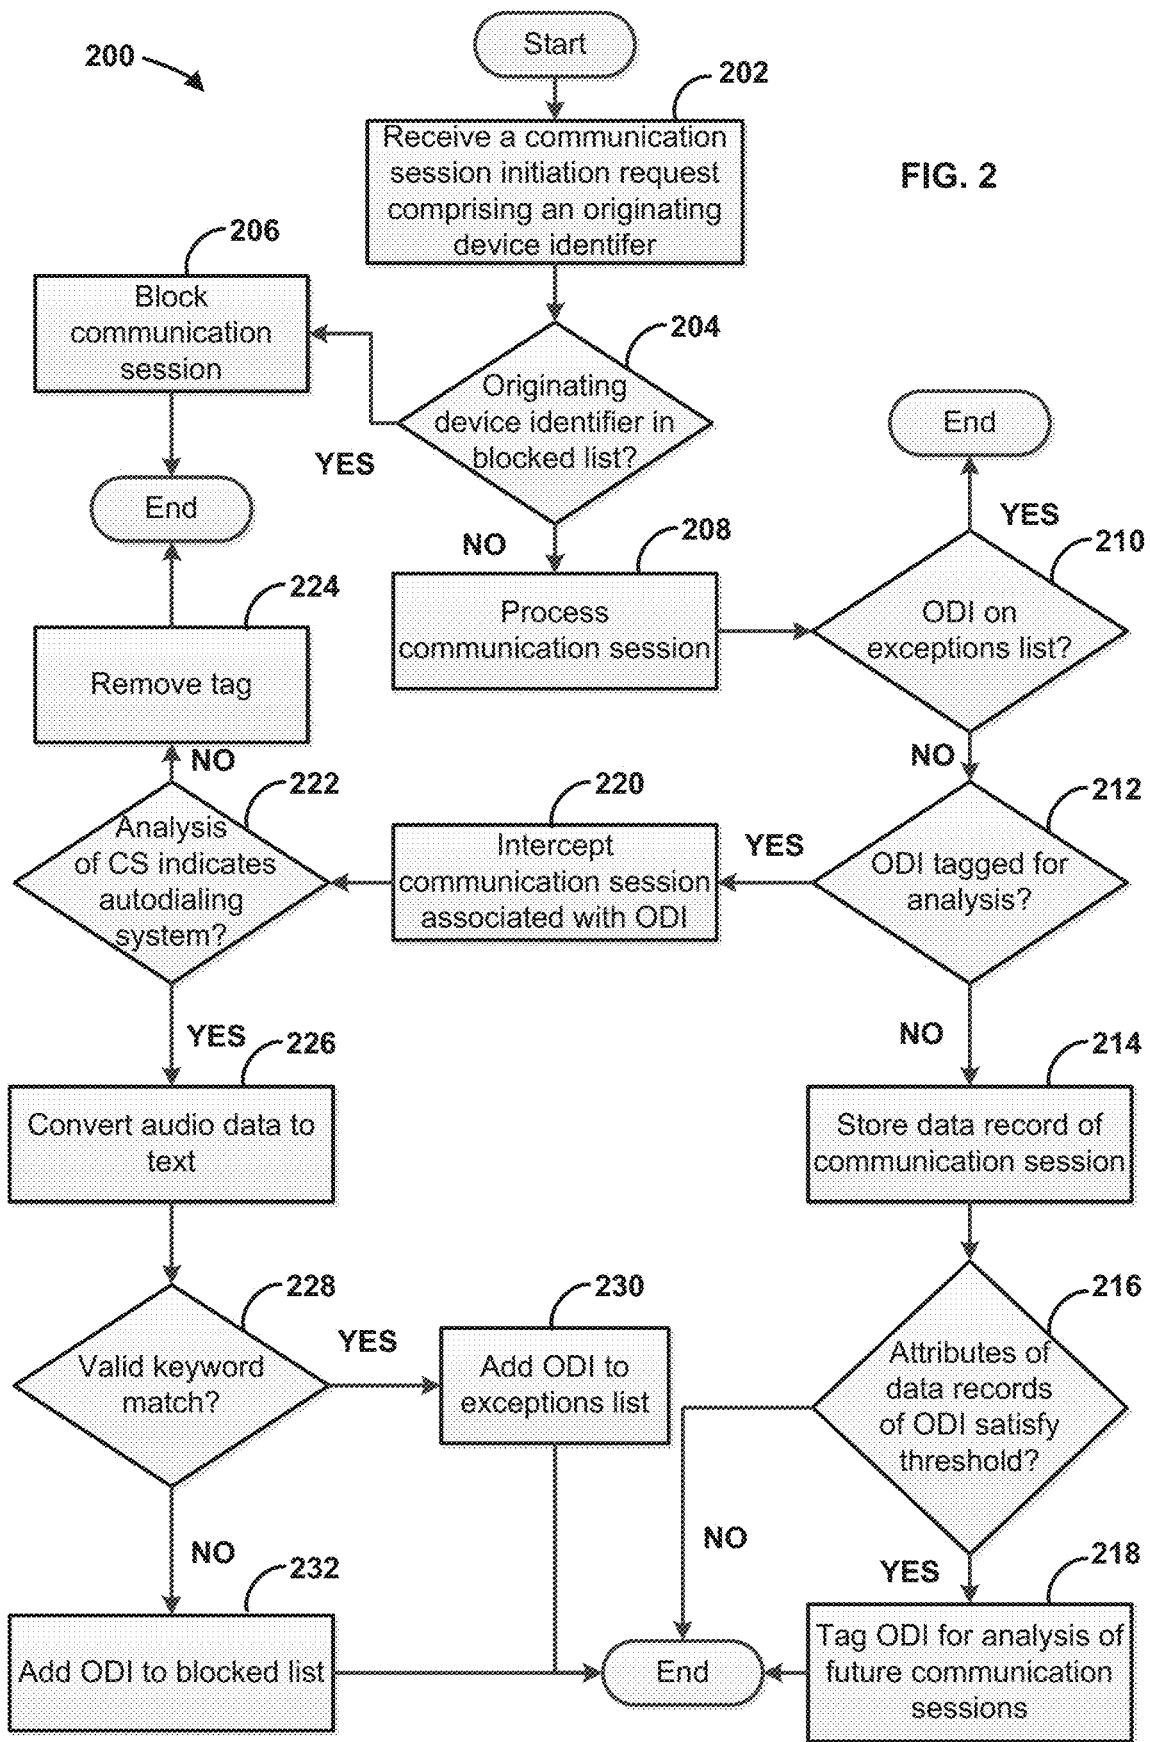 Start
200
202
Receive a communication
session initiation request
comprising an originating
device identifer
FIG. 2
206
Block
communication
session
204
Originating
device identifier in
blocked list?
YES
End
End
NO
208
Process
communication session
YES
210
ODI on
exceptions list?
224
Remove tag
NO
NO
222
Analysis
of CS indicates
autodialing
system?
220
Intercept
communication session
associated with ODI
YES
212
ODI tagged for
analysis?
YES
226
Convert audio data to
text
NO
214
Store data record of
communication session
228
Valid keyword
match?
YES
230
Add ODI to
exceptions list
216
Attributes of
data records
of ODI satisfy
threshold?
NO
232
Add ODI to blocked list
NO
End
YES
218
Tag ODI for analysis of
future communication
sessions